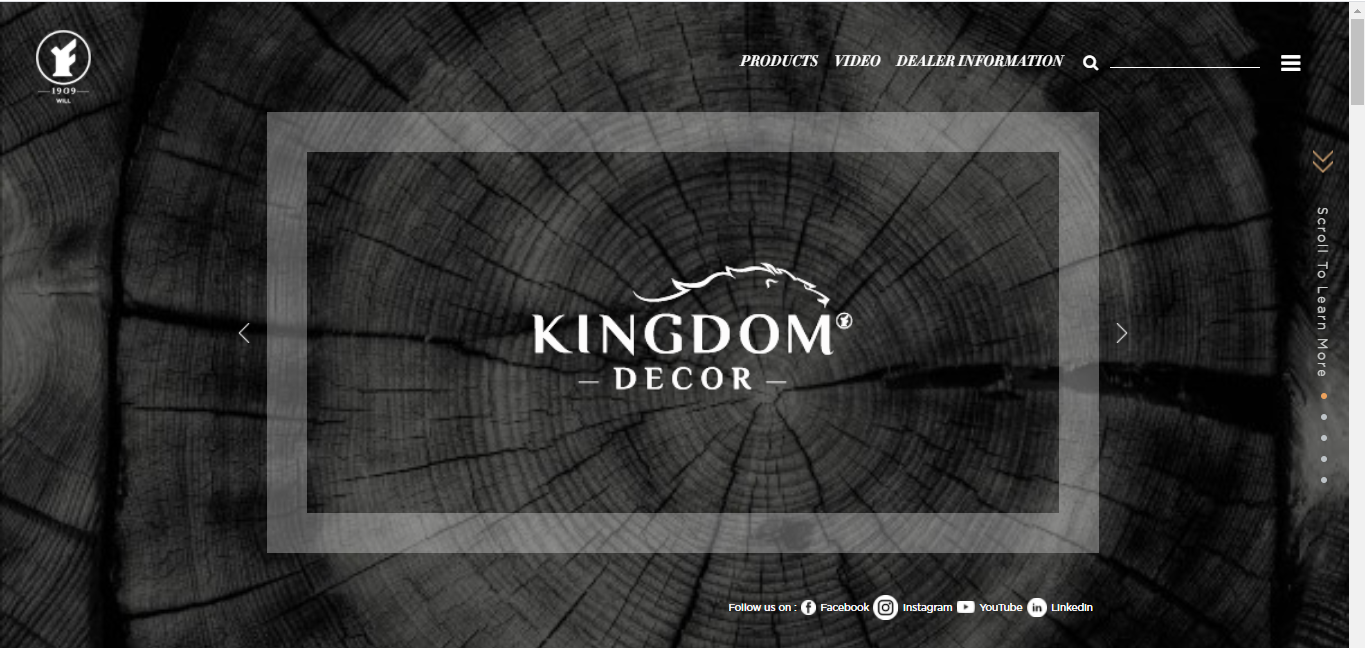 1909
WILL
PRODUCTS VIDEO DEALER INFORMATION
KINGDOM
DECOR
Scroll To Learn More
Follow us on : Facebook Instagram YouTube LinkedIn